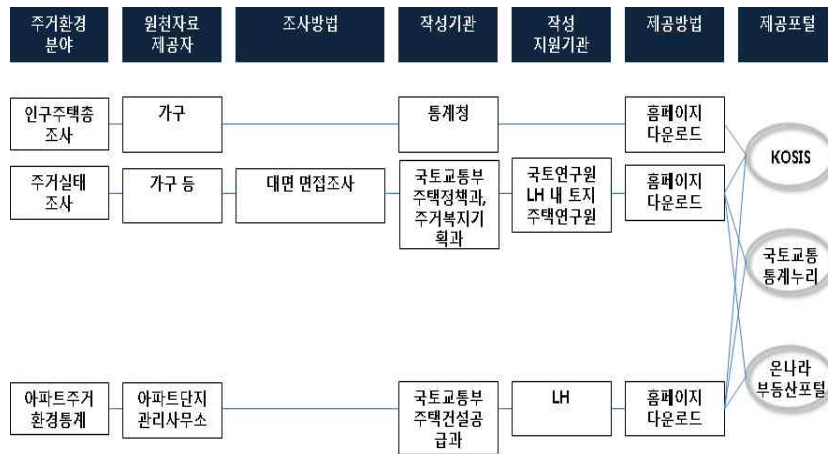 주거환경
분야
원천자료
제공자
조사방법
작성기관
작성
지원기관
제공방법
제공포털
인구주택총
조사
가구
통계청
홈페이지
다운로드
KOSIS
주거실태
조사
가구 등
대면 면접조사
국토교통부
주택정책과,
주거복지기
획과
국토연구원
LH 내 토지
주택연구원
홈페이지
다운로드
국토교통
통계누리
온나라
부동산포털
아파트주거
환경통계
아파트단지
관리사무소
국토교통부
주택건설공
급과
LH
홈페이지
다운로드